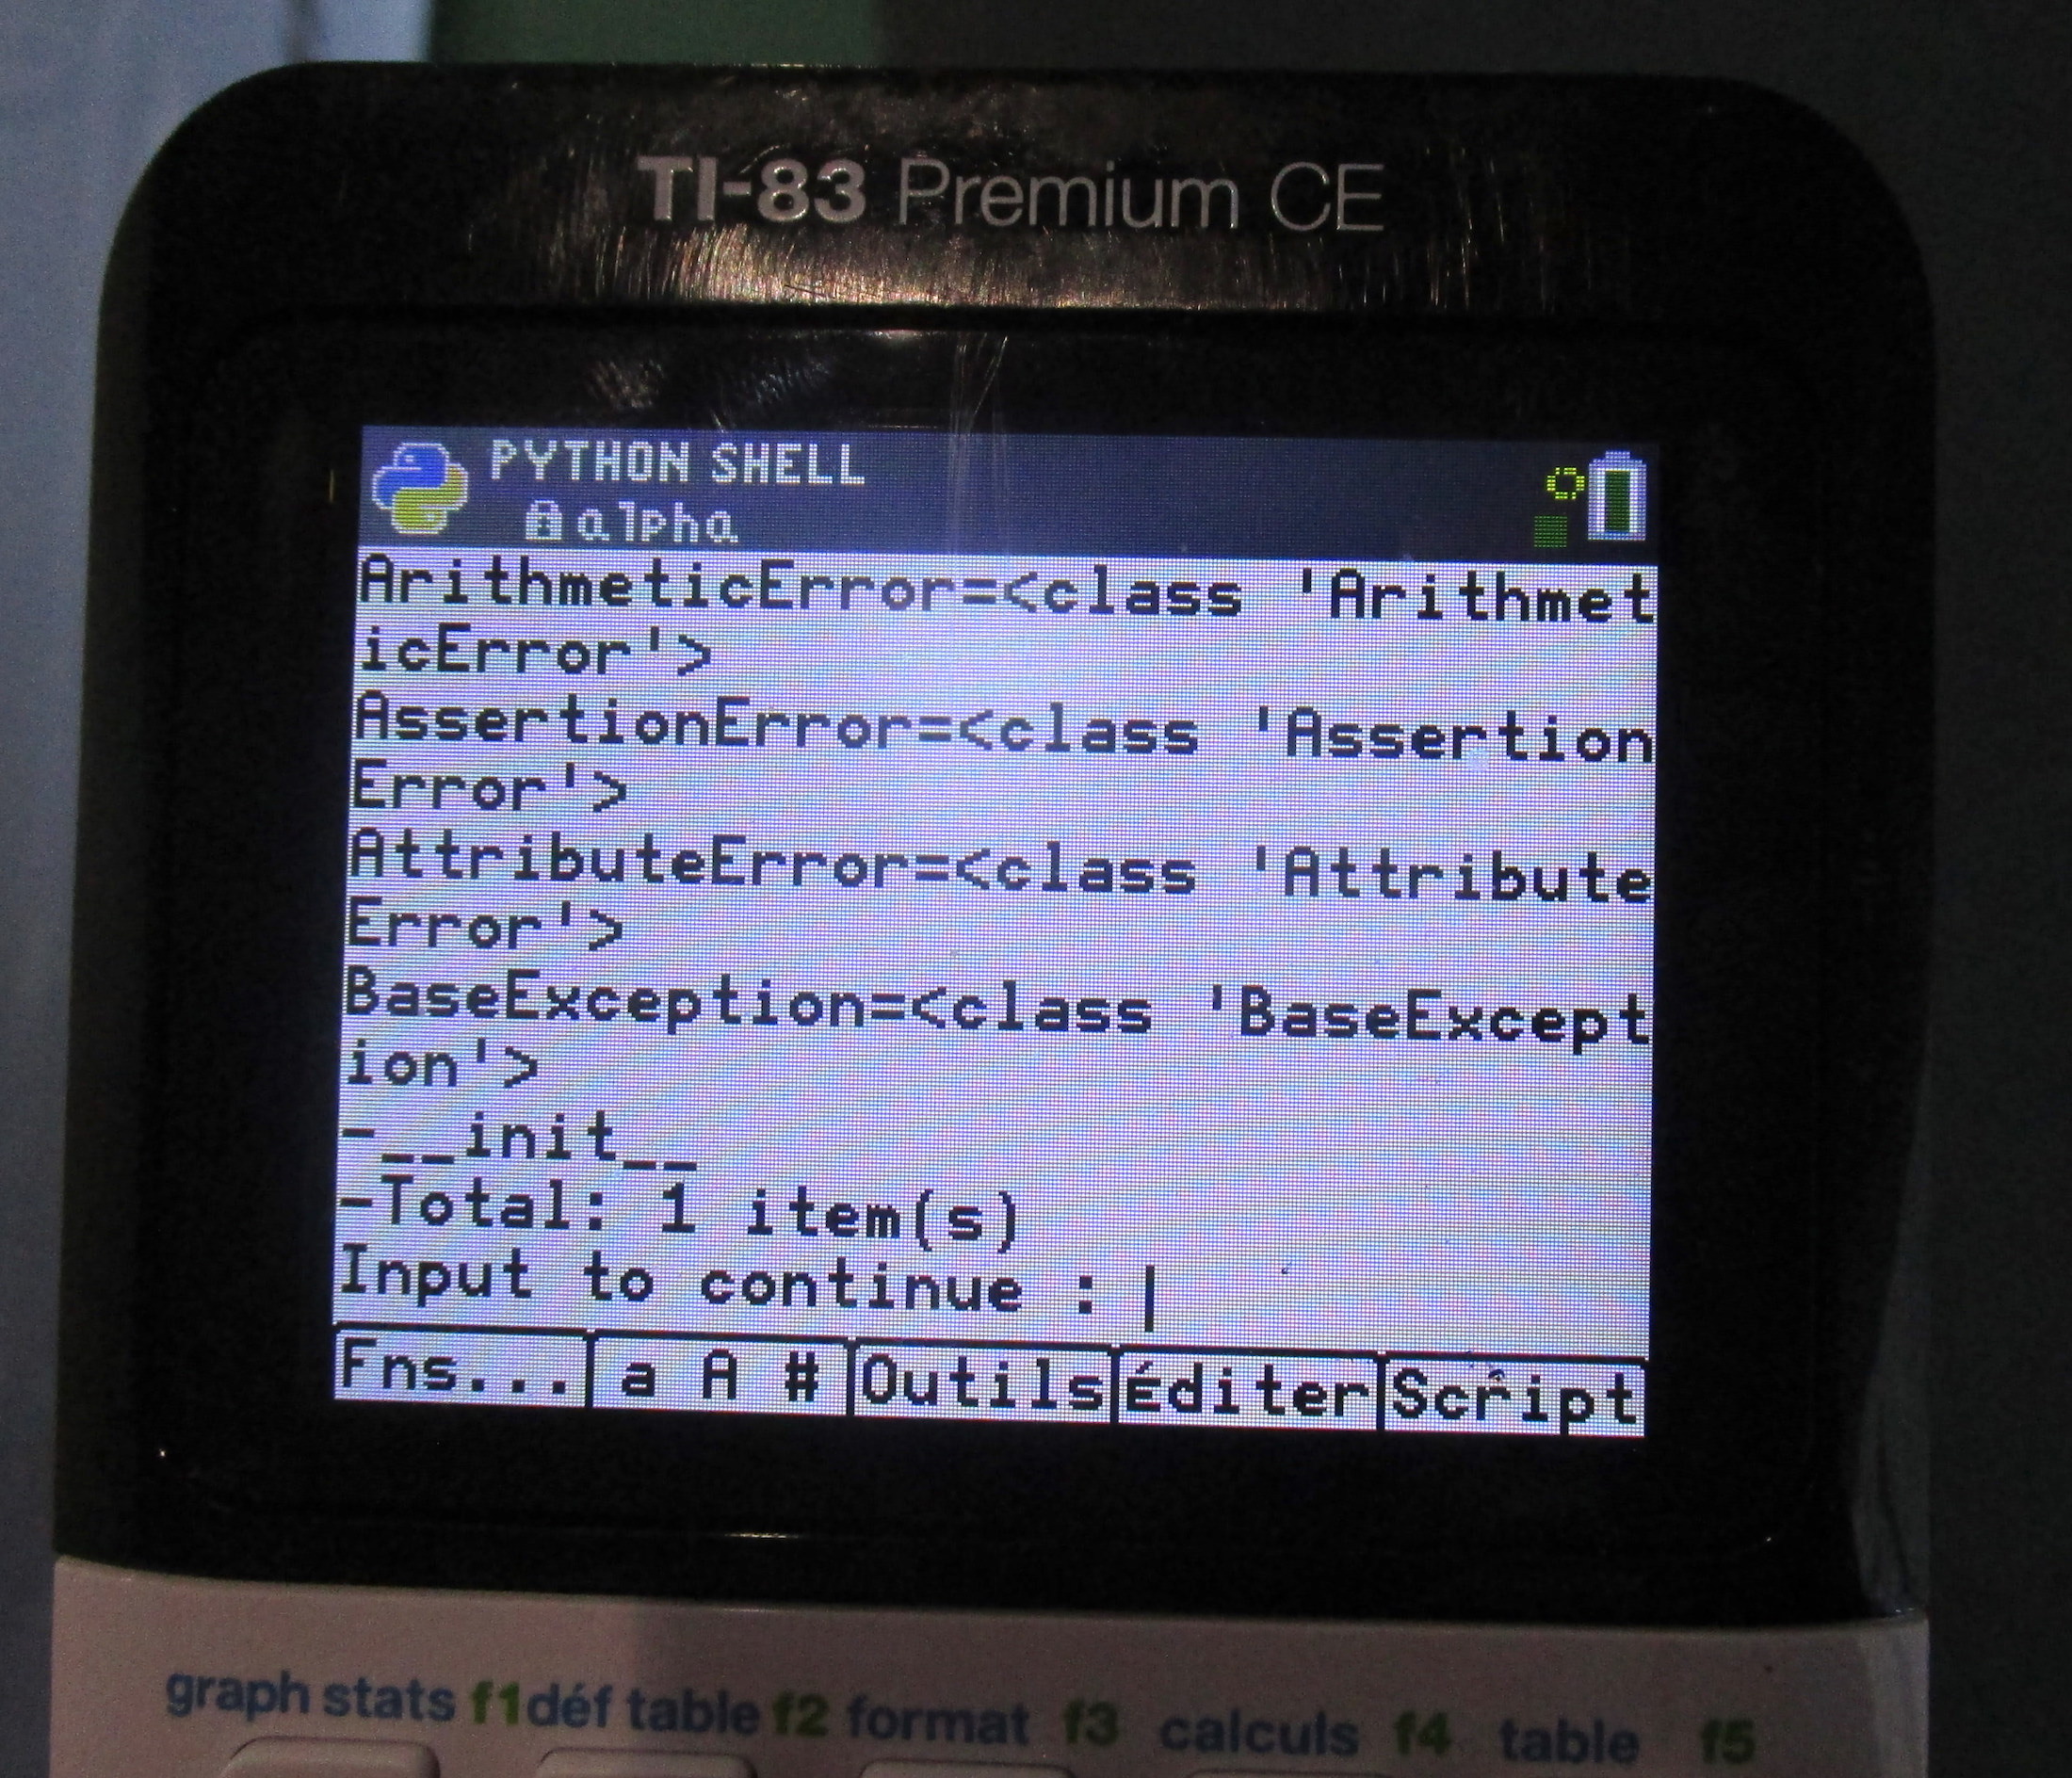 TI-83 Premium CE
PYTHON SHELL
alpha
ArithmeticError=<class 'Arithmet
icError'>
AssertionError=<class 'Assertion
Error'>
AttributeError=<class 'Attribute
Error'>
BaseException=<class 'BaseExcept
ion'>
-__init__
-Total: 1 item(s)
Input to continue : |
Fns... a A # Outils Éditer Script
graph stats f1 déf table f2 format f3 calculs f4 table f5